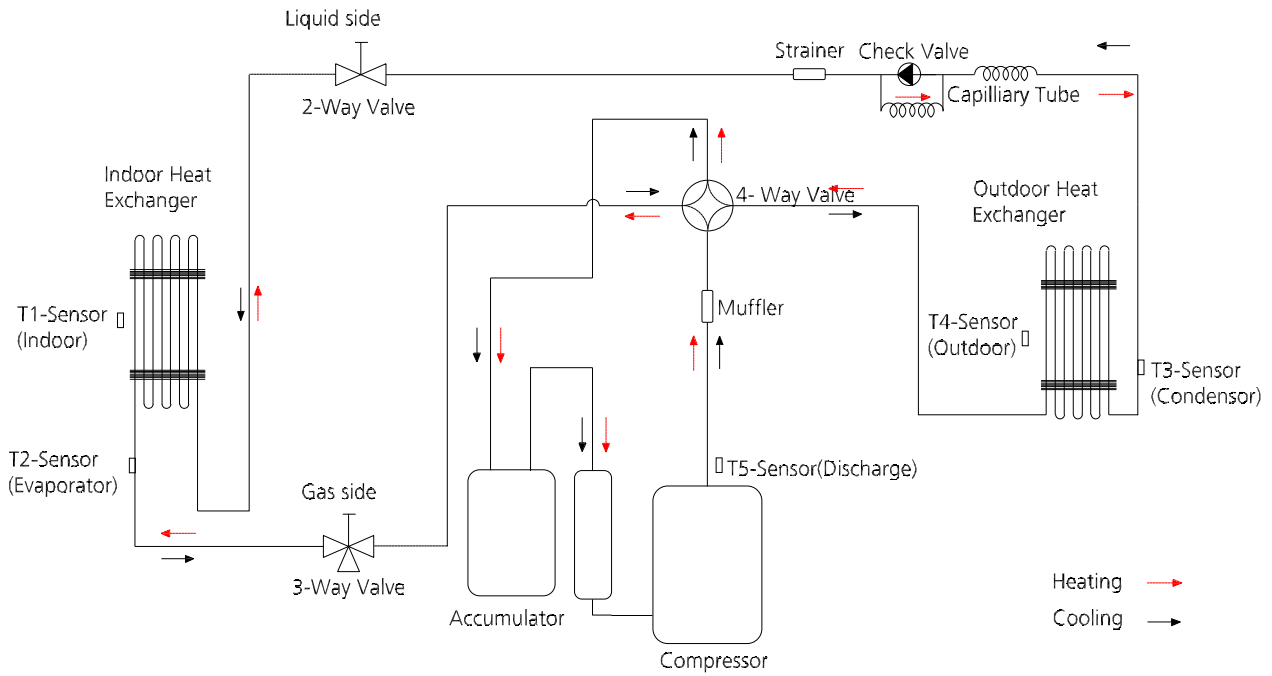 Liquid side
2-Way Valve
Strainer
Check Valve
Capilliary Tube
Indoor Heat
Exchanger
4- Way Valve
Outdoor Heat
Exchanger
T1-Sensor
(Indoor)
Muffler
T4-Sensor
(Outdoor)
T3-Sensor
(Condensor)
T2-Sensor
(Evaporator)
T5-Sensor(Discharge)
Gas side
3-Way Valve
Accumulator
Compressor
Heating
Cooling